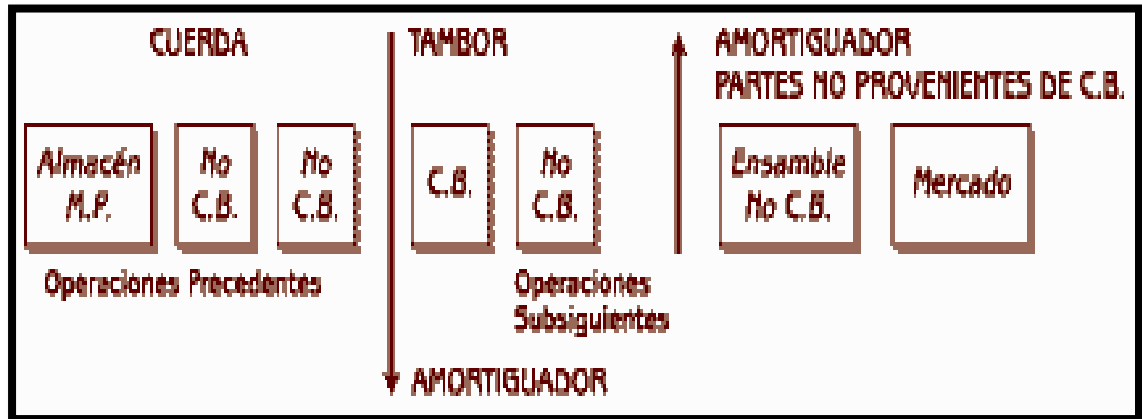 CUERDA
TAMBOR
AMORTIGUADOR
PARTES NO PROVENIENTES DE C.B.
Almacén
M.P.
No
C.B.
No
C.B.
C.B.
No
C.B.
Ensamble
No C.B.
Mercado
Operaciones Precedentes
Operaciones
Subsiguientes
AMORTIGUADOR